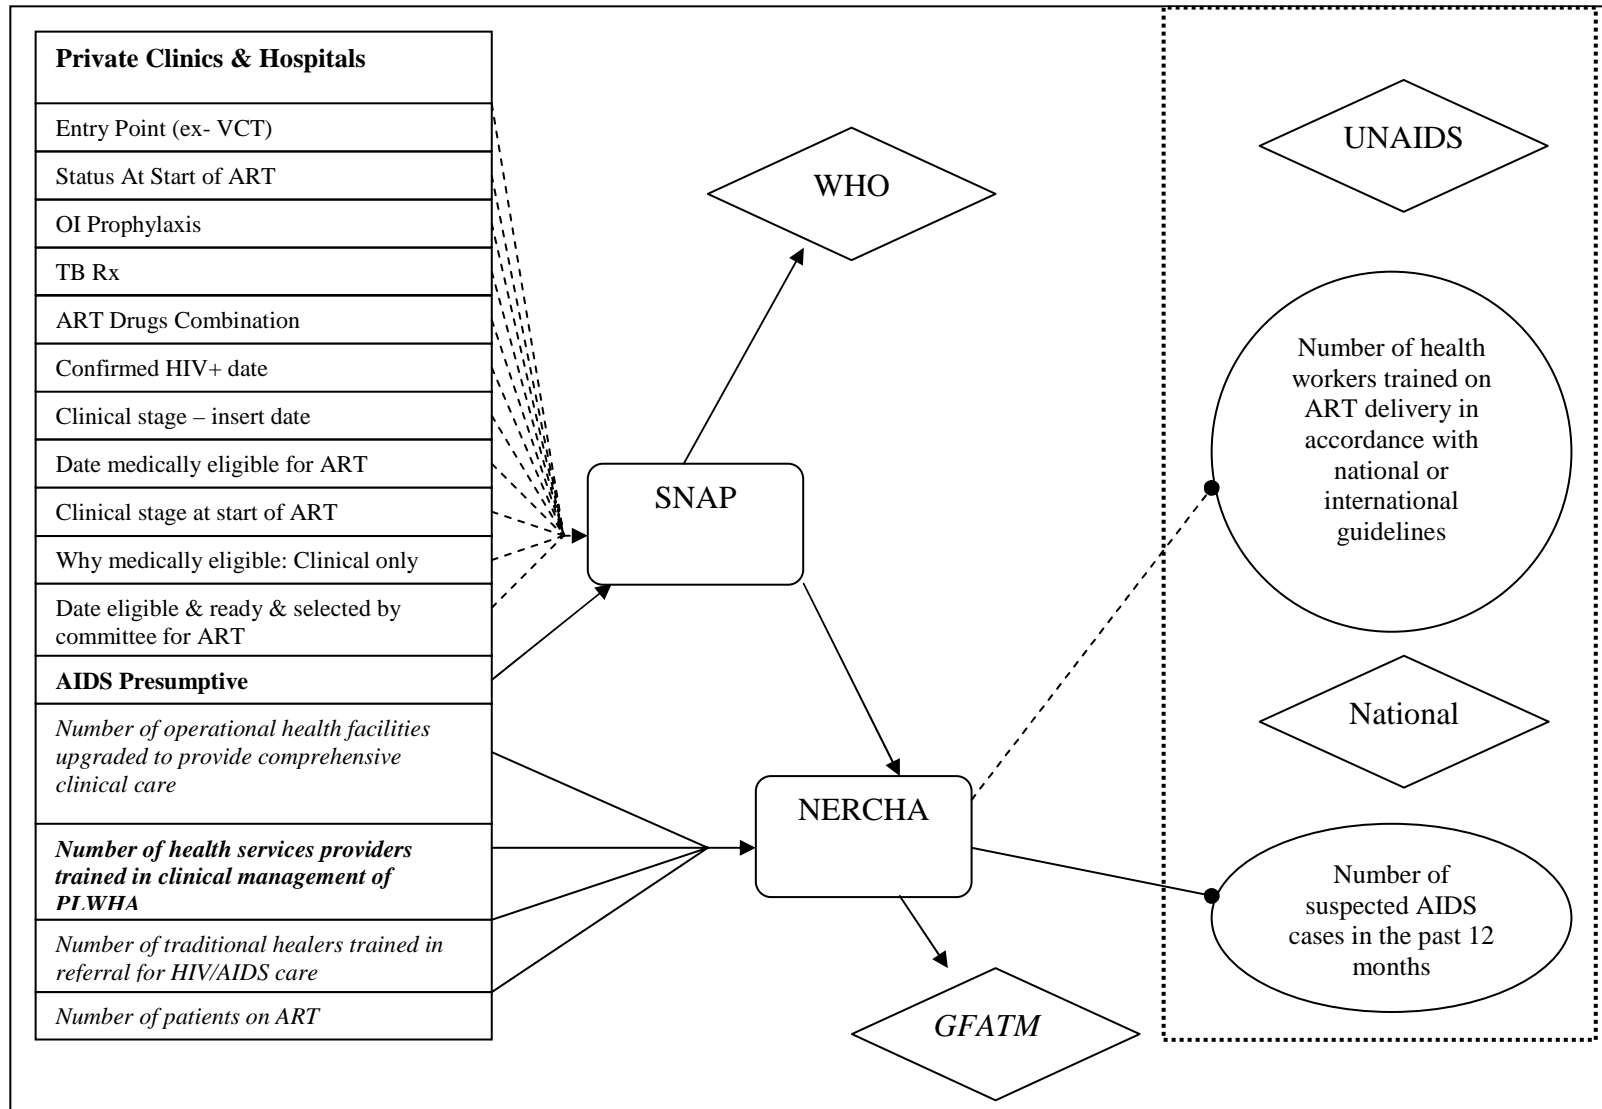 Private Clinics & Hospitals
Entry Point (ex- VCT)
Status At Start of ART
OI Prophylaxis
TB Rx
ART Drugs Combination
Confirmed HIV+ date
Clinical stage – insert date
Date medically eligible for ART
Clinical stage at start of ART
Why medically eligible: Clinical only
Date eligible & ready & selected by
committee for ART
AIDS Presumptive
Number of operational health facilities
upgraded to provide comprehensive
clinical care
Number of health services providers
trained in clinical management of
PLWHA
Number of traditional healers trained in
referral for HIV/AIDS care
Number of patients on ART
WHO
SNAP
NERCHA
GFATM
UNAIDS
Number of health
workers trained on
ART delivery in
accordance with
national or
international
guidelines
National
Number of
suspected AIDS
cases in the past 12
months